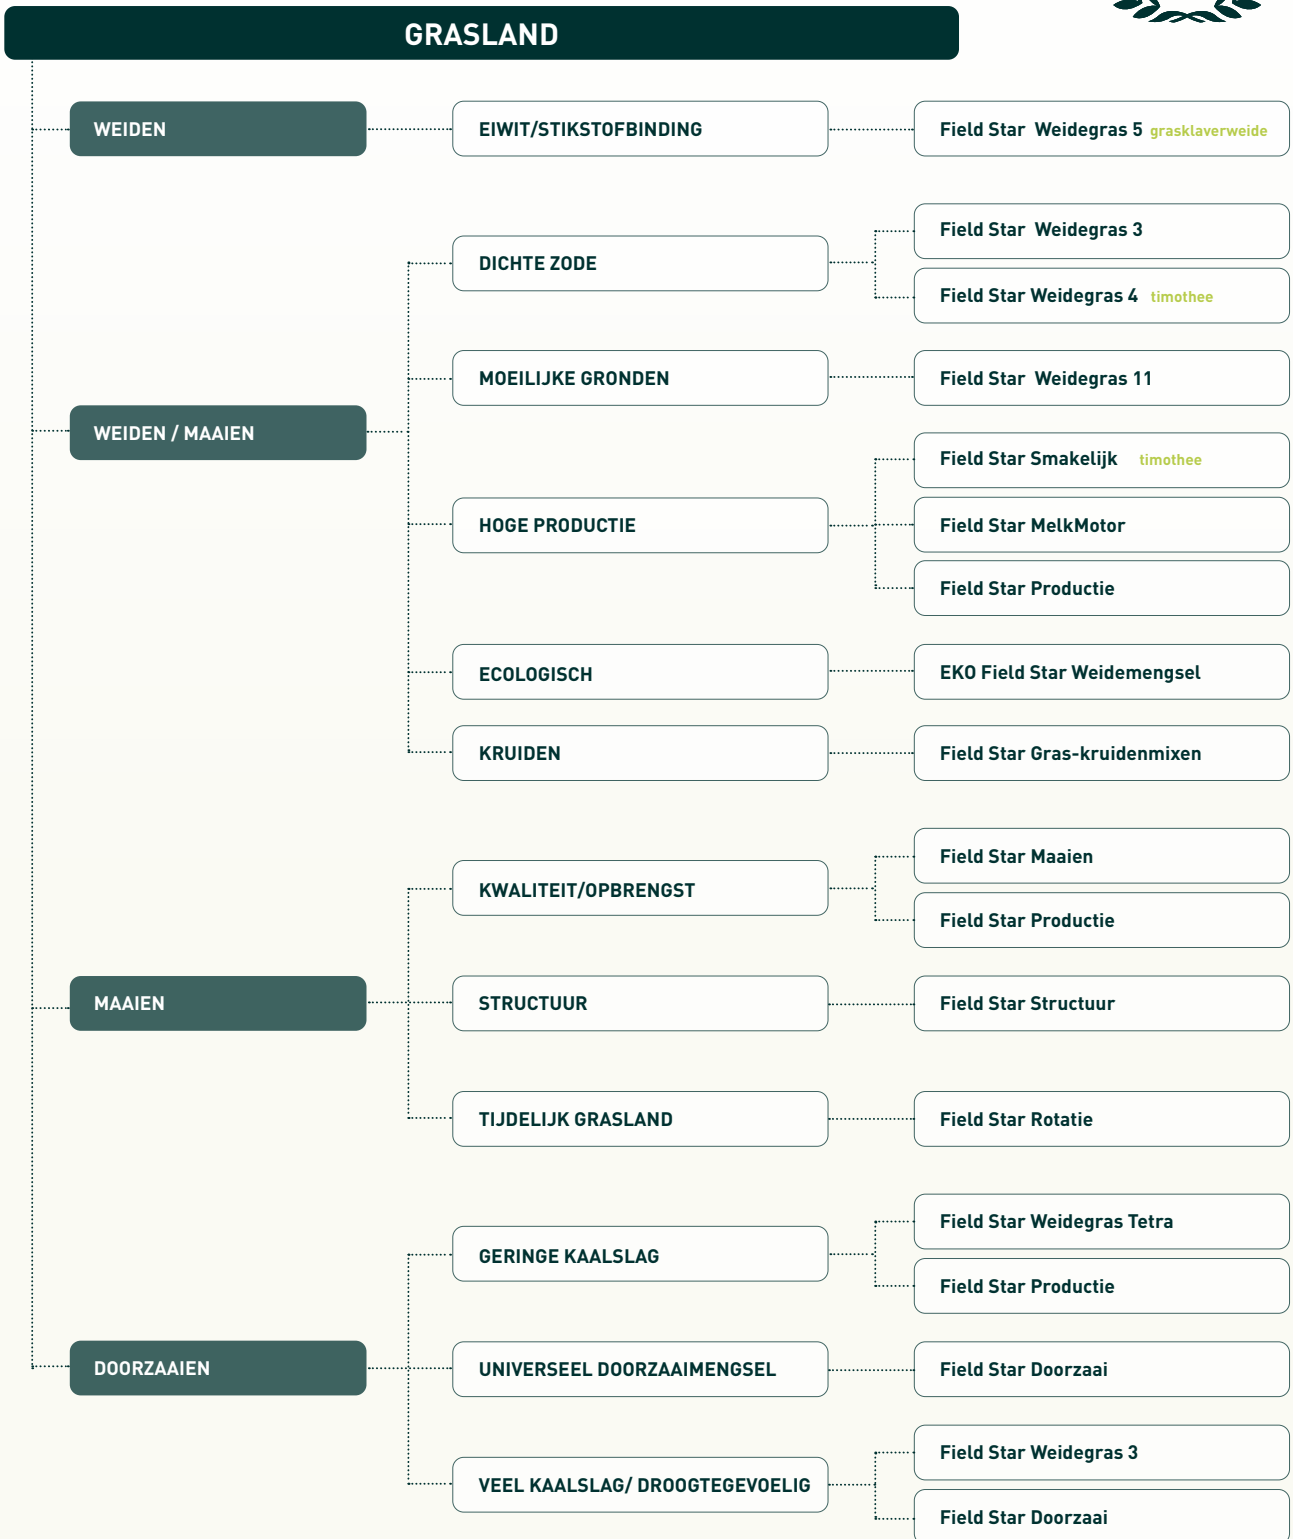 GRASLAND
WEIDEN
EIWIT/STIKSTOFBINDING
Field Star Weidegras 5 grasklaverweide
WEIDEN / MAAIEN
DICHTE ZODE
Field Star Weidegras 3
Field Star Weidegras 4 timothee
MOEILIJKE GRONDEN
Field Star Weidegras 11
HOGE PRODUCTIE
Field Star Smakelijk timothee
Field Star MelkMotor
Field Star Productie
ECOLOGISCH
EKO Field Star Weidemengsel
KRUIDEN
Field Star Gras-kruidenmixen
MAAIEN
KWALITEIT/OPBRENGST
Field Star Maaien
Field Star Productie
STRUCTUUR
Field Star Structuur
TIJDELIJK GRASLAND
Field Star Rotatie
DOORZAAIEN
GERINGE KAALSLAG
Field Star Weidegras Tetra
Field Star Productie
UNIVERSEEL DOORZAAIMENGSEL
Field Star Doorzaai
VEEL KAALSLAG/ DROOGTEGEVOELIG
Field Star Weidegras 3
Field Star Doorzaai